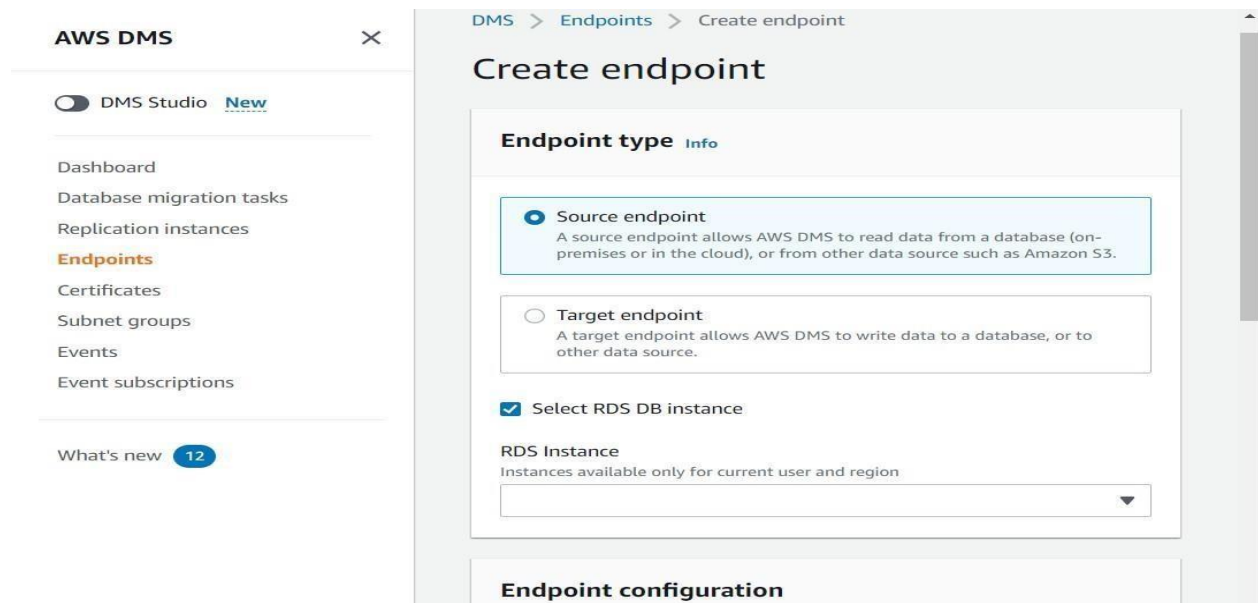 AWS DMS
DMS Studio New
Dashboard
Database migration tasks
Replication instances
Endpoints
Certificates
Subnet groups
Events
Event subscriptions
What's new 12
DMS > Endpoints > Create endpoint
Create endpoint
Endpoint type Info
Source endpoint
A source endpoint allows AWS DMS to read data from a database (on-
premises or in the cloud), or from other data source such as Amazon S3.
Target endpoint
A target endpoint allows AWS DMS to write data to a database, or to
other data source.
Select RDS DB instance
RDS Instance
Instances available only for current user and region
Endpoint configuration